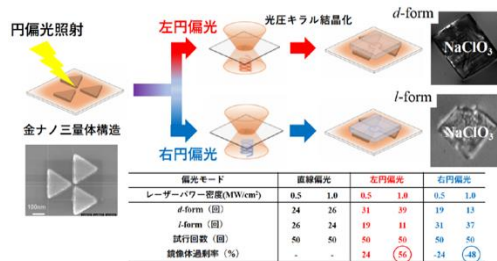 円偏光照射
左円偏光
光圧キラル結晶化
d-form
NaClO3
l-form
NaClO3
右円偏光
金ナノ三量体構造
150nm
偏光モード 直線偏光 左円偏光 右円偏光
レーザーパワー密度(MW/cm²) 0.5 1.0 0.5 1.0 0.5 1.0
d-form (回) 24 26 31 39 19 13
l-form (回) 26 24 19 11 31 37
試行回数 (回) 50 50 50 50 50 50
鏡像体過剰率 (%) - - 24 56 -24 -48